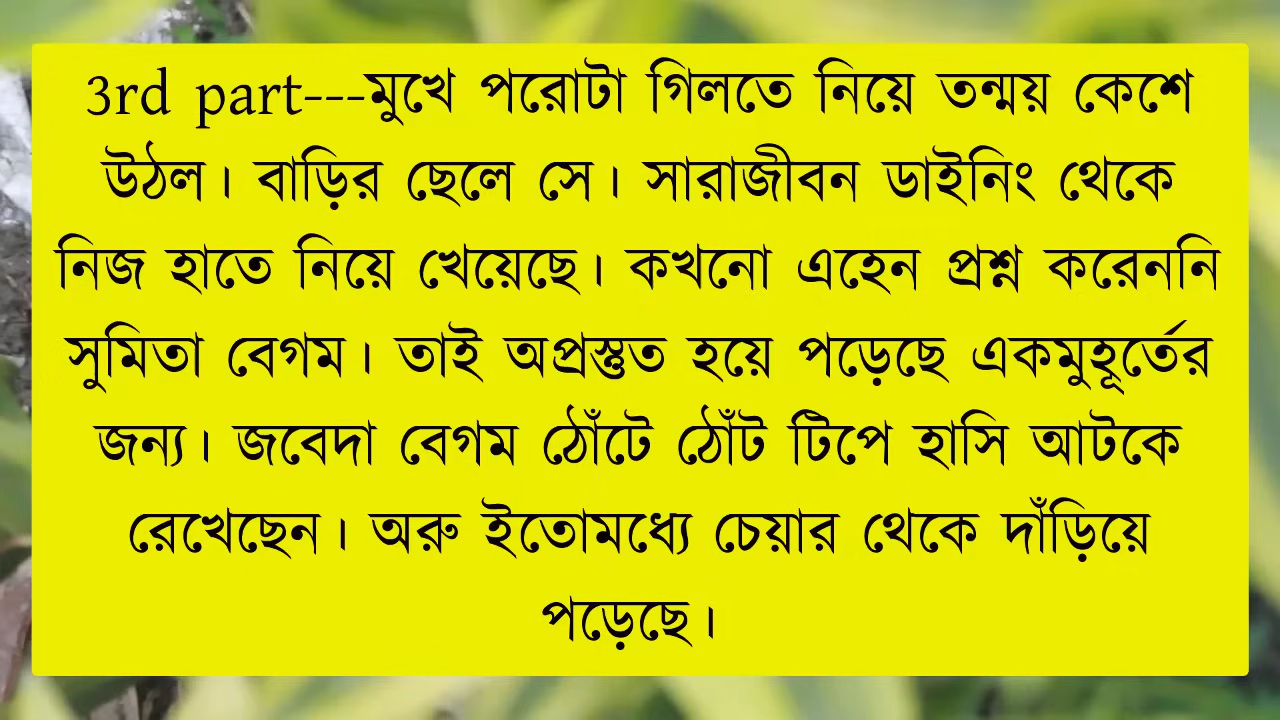 3rd part---মুখে পরোটা গিলতে নিয়ে তন্ময় কেশে
উঠল। বাড়ির ছেলে সে। সারাজীবন ডাইনিং থেকে
নিজ হাতে নিয়ে খেয়েছে। কখনো এহেন প্রশ্ন করেননি
সুমিতা বেগম। তাই অপ্রস্তুত হয়ে পড়েছে একমুহূর্তের
জন্য। জবেদা বেগম ঠোঁটে ঠোঁট টিপে হাসি আটকে
রেখেছেন। অরু ইতোমধ্যে চেয়ার থেকে দাঁড়িয়ে
পড়েছে।